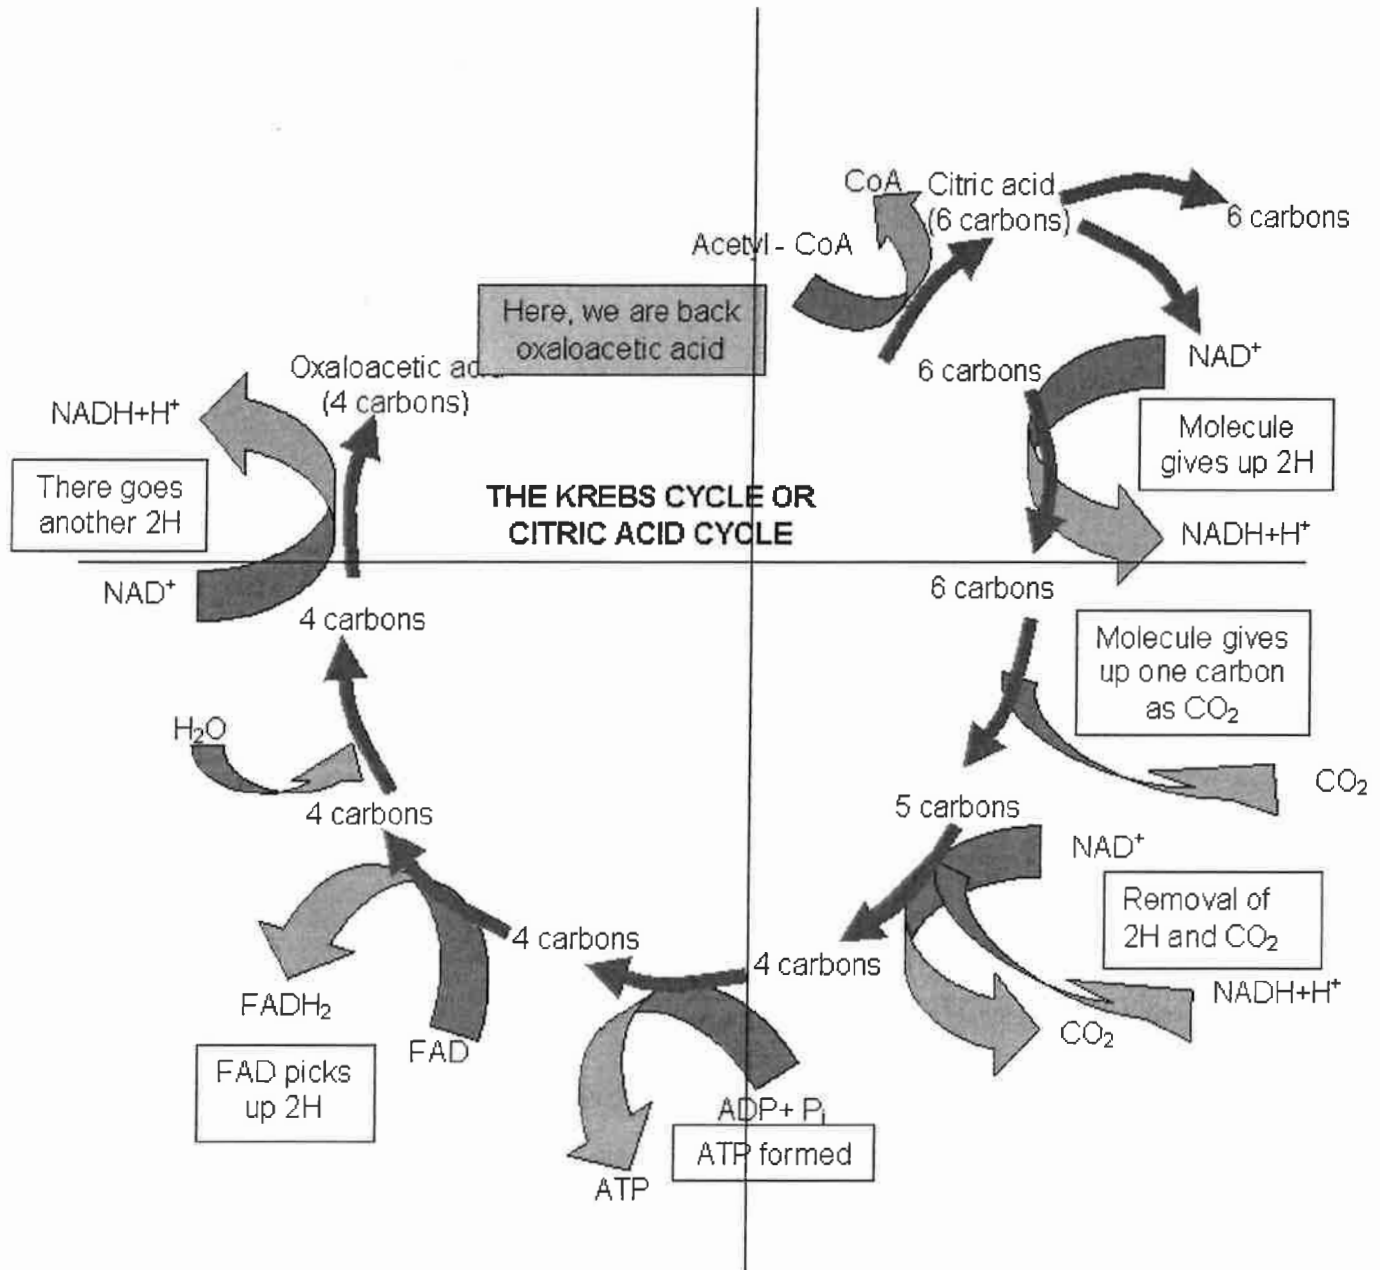 CoA
Citric acid
(6 carbons)
6 carbons
Acetyl - CoA
Here, we are back
oxaloacetic acid
6 carbons
NAD⁺
Molecule
gives up 2H
NADH+H⁺
Oxaloacetic
(4 carbons)
NADH+H⁺
There goes
another 2H
NAD⁺
THE KREBS CYCLE OR
CITRIC ACID CYCLE
6 carbons
Molecule gives
up one carbon
as CO₂
CO₂
4 carbons
H₂O
4 carbons
5 carbons
NAD⁺
Removal of
2H and CO₂
NADH+H⁺
CO₂
4 carbons
4 carbons
FADH₂
FAD
FAD picks
up 2H
ADP+ Pᵢ
ATP formed
ATP